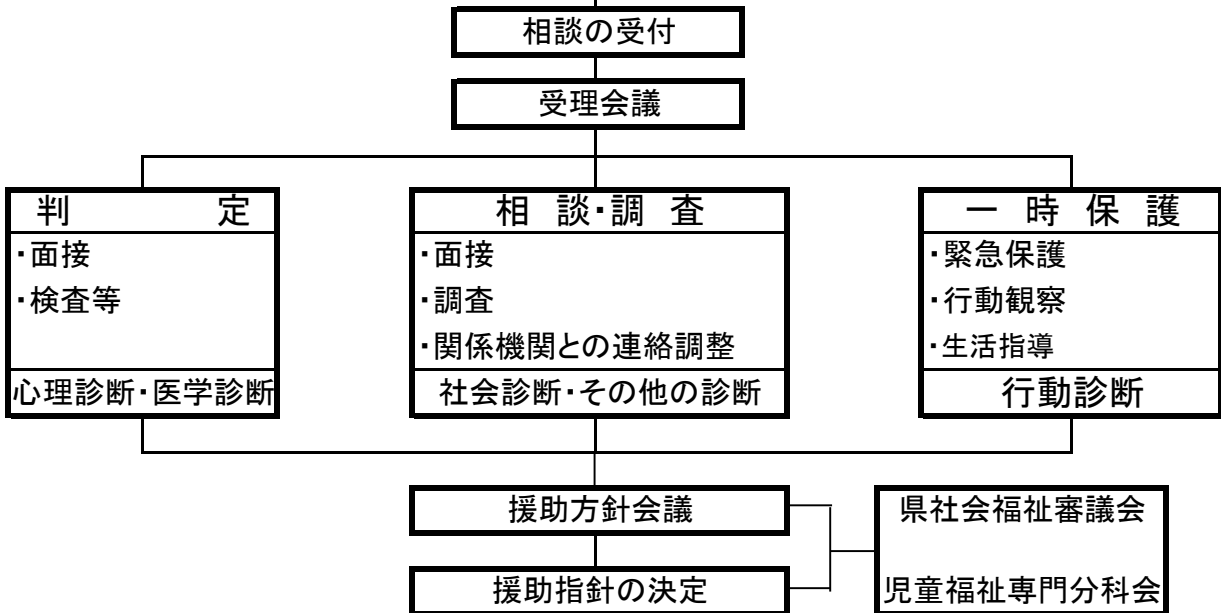 相談の受付
受理会議
判定
・面接
・検査等
心理診断・医学診断
相談・調査
・面接
・調査
・関係機関との連絡調整
社会診断・その他の診断
一時保護
・緊急保護
・行動観察
・生活指導
行動診断
援助方針会議
援助指針の決定
県社会福祉審議会
児童福祉専門分科会